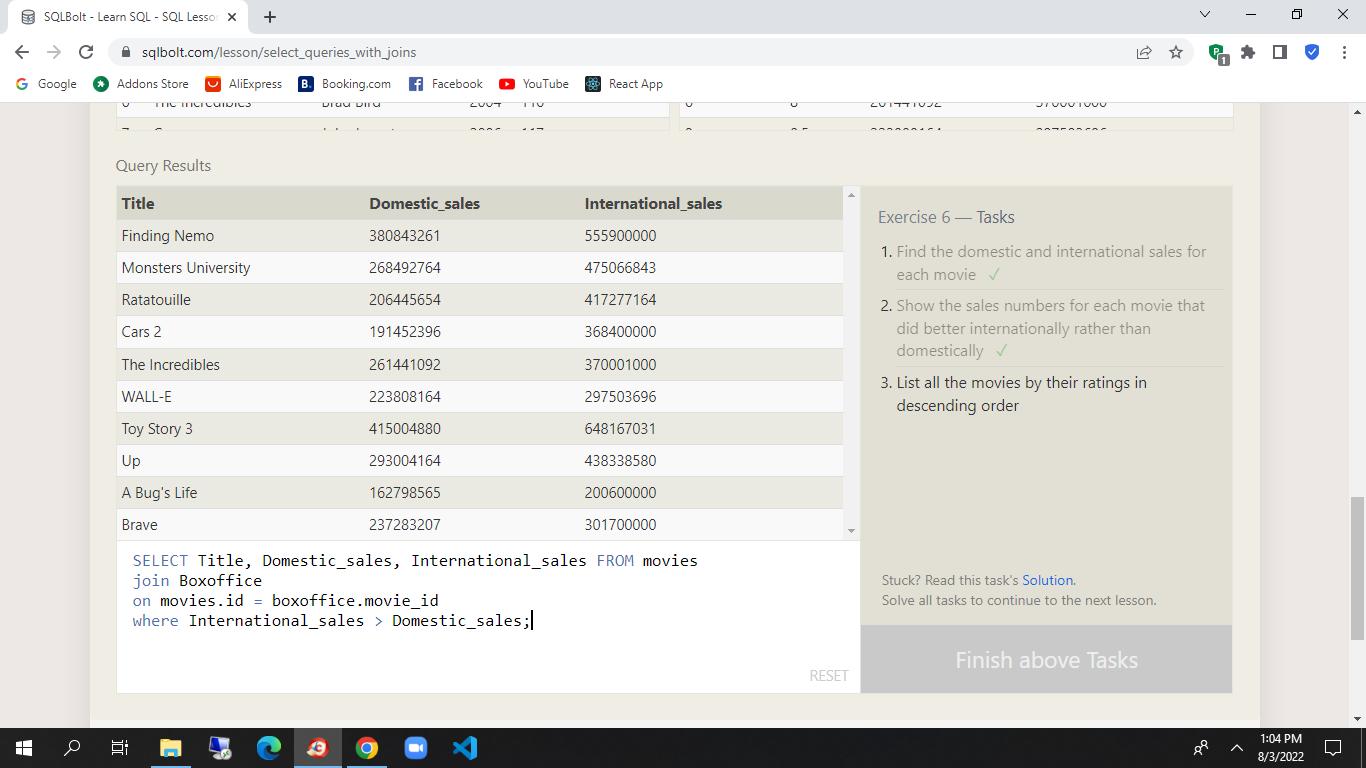 SQLBolt - Learn SQL - SQL Lesson
sqlbolt.com/lesson/select_queries_with_joins
1
Google Addons Store AliExpress B. Booking.com Facebook YouTube React App
Query Results
Title Domestic_sales International_sales
Finding Nemo 380843261 555900000
Monsters University 268492764 475066843
Ratatouille 206445654 417277164
Cars 2 191452396 368400000
The Incredibles 261441092 370001000
WALL-E 223808164 297503696
Toy Story 3 415004880 648167031
Up 293004164 438338580
A Bug's Life 162798565 200600000
Brave 237283207 301700000
SELECT Title, Domestic_sales, International_sales FROM movies
join Boxoffice
on movies.id = boxoffice.movie_id
where International_sales > Domestic_sales;
RESET
Exercise 6 — Tasks
1. Find the domestic and international sales for
each movie ✓
2. Show the sales numbers for each movie that
did better internationally rather than
domestically ✓
3. List all the movies by their ratings in
descending order
Stuck? Read this task's Solution.
Solve all tasks to continue to the next lesson.
Finish above Tasks
1:04 PM
8/3/2022